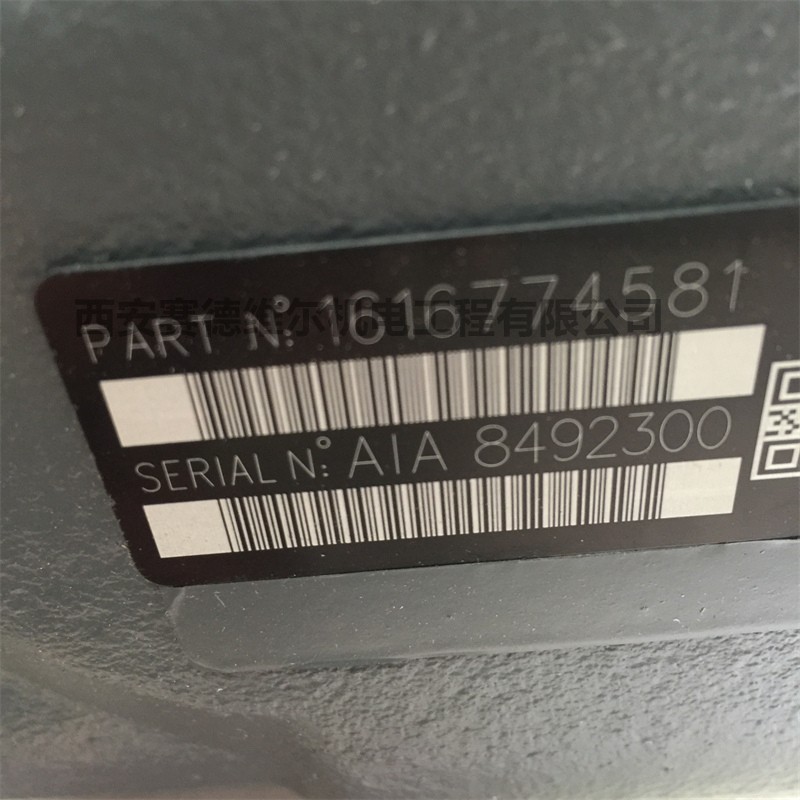 PART N°: 1616774581
西安赛德维尔机电工程有限公司
SERIAL N°: AIA 8492300